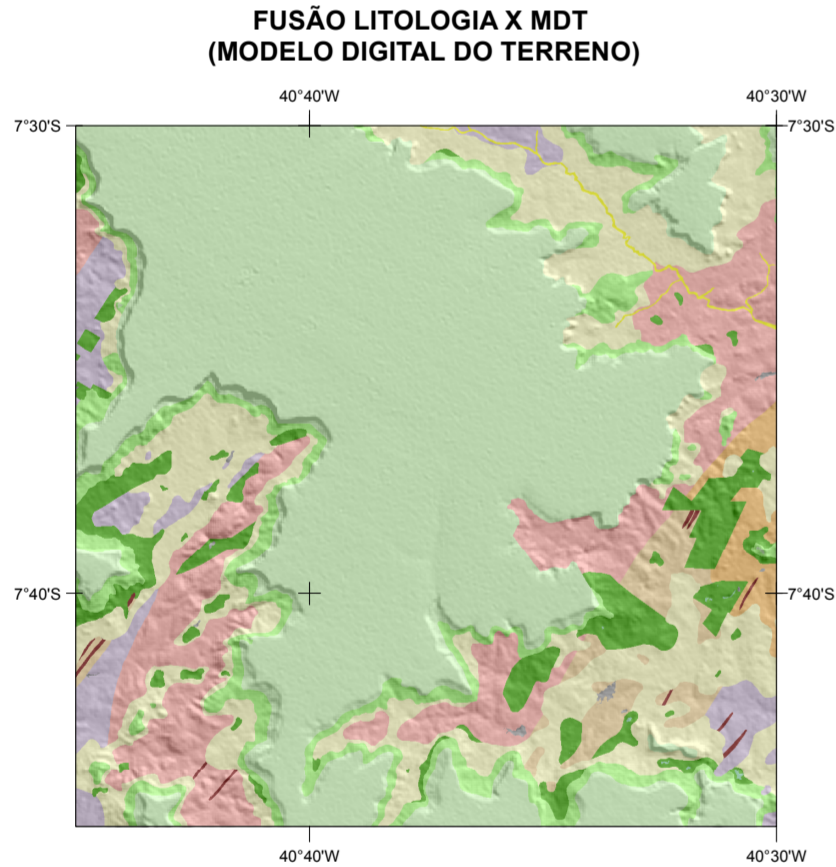 FUSÃO LITOLOGIA X MDT
(MODELO DIGITAL DO TERRENO)
40°40'W 40°30'W
7°30'S 7°30'S
7°40'S 7°40'S
40°40'W 40°30'W